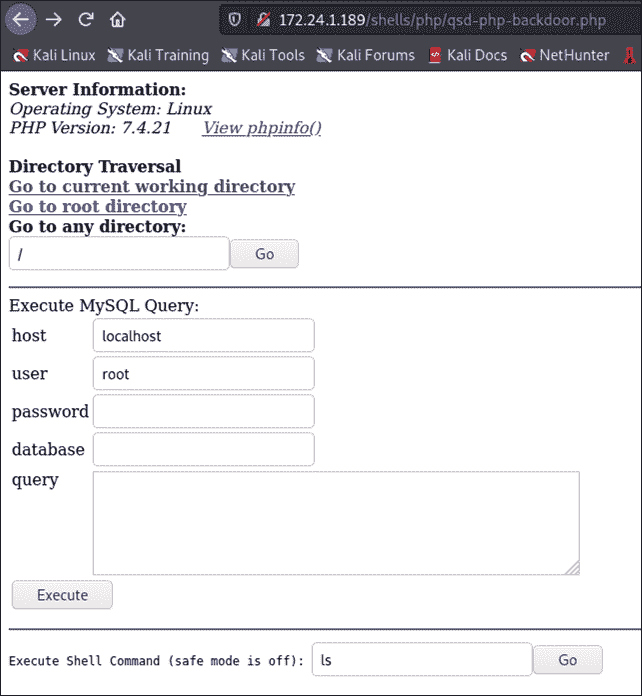 172.24.1.189/shells/php/qsd-php-backdoor.php
Kali Linux Kali Training Kali Tools Kali Forums Kali Docs NetHunter
Server Information:
Operating System: Linux
PHP Version: 7.4.21 View phpinfo()
Directory Traversal
Go to current working directory
Go to root directory
Go to any directory:
/ Go
Execute MySQL Query:
host localhost
user root
password
database
query
Execute
Execute Shell Command (safe mode is off): ls Go